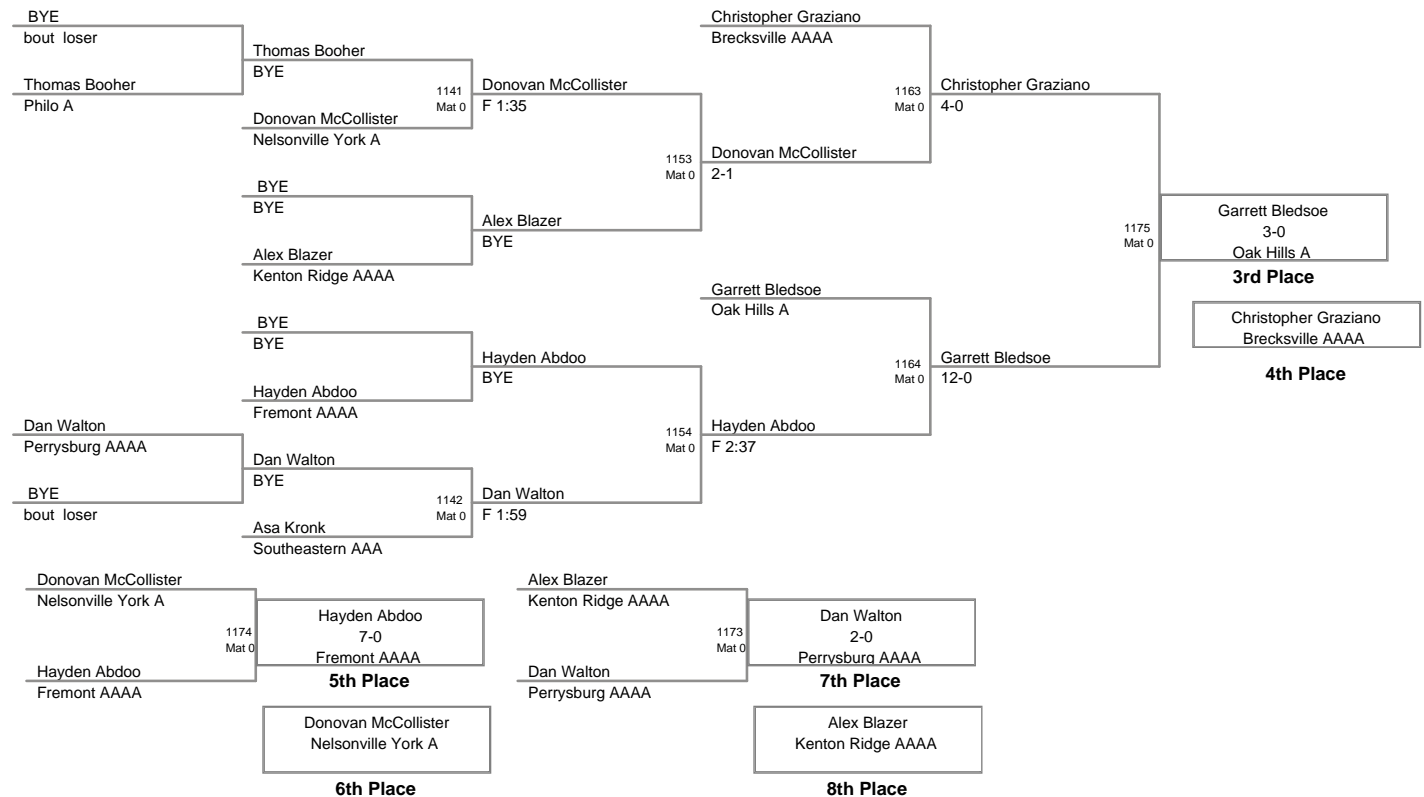 BYE
bout loser
Thomas Booher
Philo A
Thomas Booher
BYE
Donovan McCollister
Nelsonville York A
1141
Mat 0
Donovan McCollister
F 1:35
BYE
BYE
Alex Blazer
Kenton Ridge AAAA
Alex Blazer
BYE
1153
Mat 0
Donovan McCollister
2-1
Christopher Graziano
Brecksville AAAA
1163
Mat 0
Christopher Graziano
4-0
BYE
BYE
Hayden Abdoo
Fremont AAAA
Hayden Abdoo
BYE
Dan Walton
Perrysburg AAAA
BYE
bout loser
Dan Walton
BYE
Asa Kronk
Southeastern AAA
1142
Mat 0
Dan Walton
F 1:59
1154
Mat 0
Hayden Abdoo
F 2:37
Garrett Bledsoe
Oak Hills A
1164
Mat 0
Garrett Bledsoe
12-0
1175
Mat 0
Garrett Bledsoe
3-0
Oak Hills A
3rd Place
Christopher Graziano
Brecksville AAAA
4th Place
Donovan McCollister
Nelsonville York A
Hayden Abdoo
Fremont AAAA
1174
Mat 0
Hayden Abdoo
7-0
Fremont AAAA
5th Place
Donovan McCollister
Nelsonville York A
6th Place
Alex Blazer
Kenton Ridge AAAA
Dan Walton
Perrysburg AAAA
1173
Mat 0
Dan Walton
2-0
Perrysburg AAAA
7th Place
Alex Blazer
Kenton Ridge AAAA
8th Place